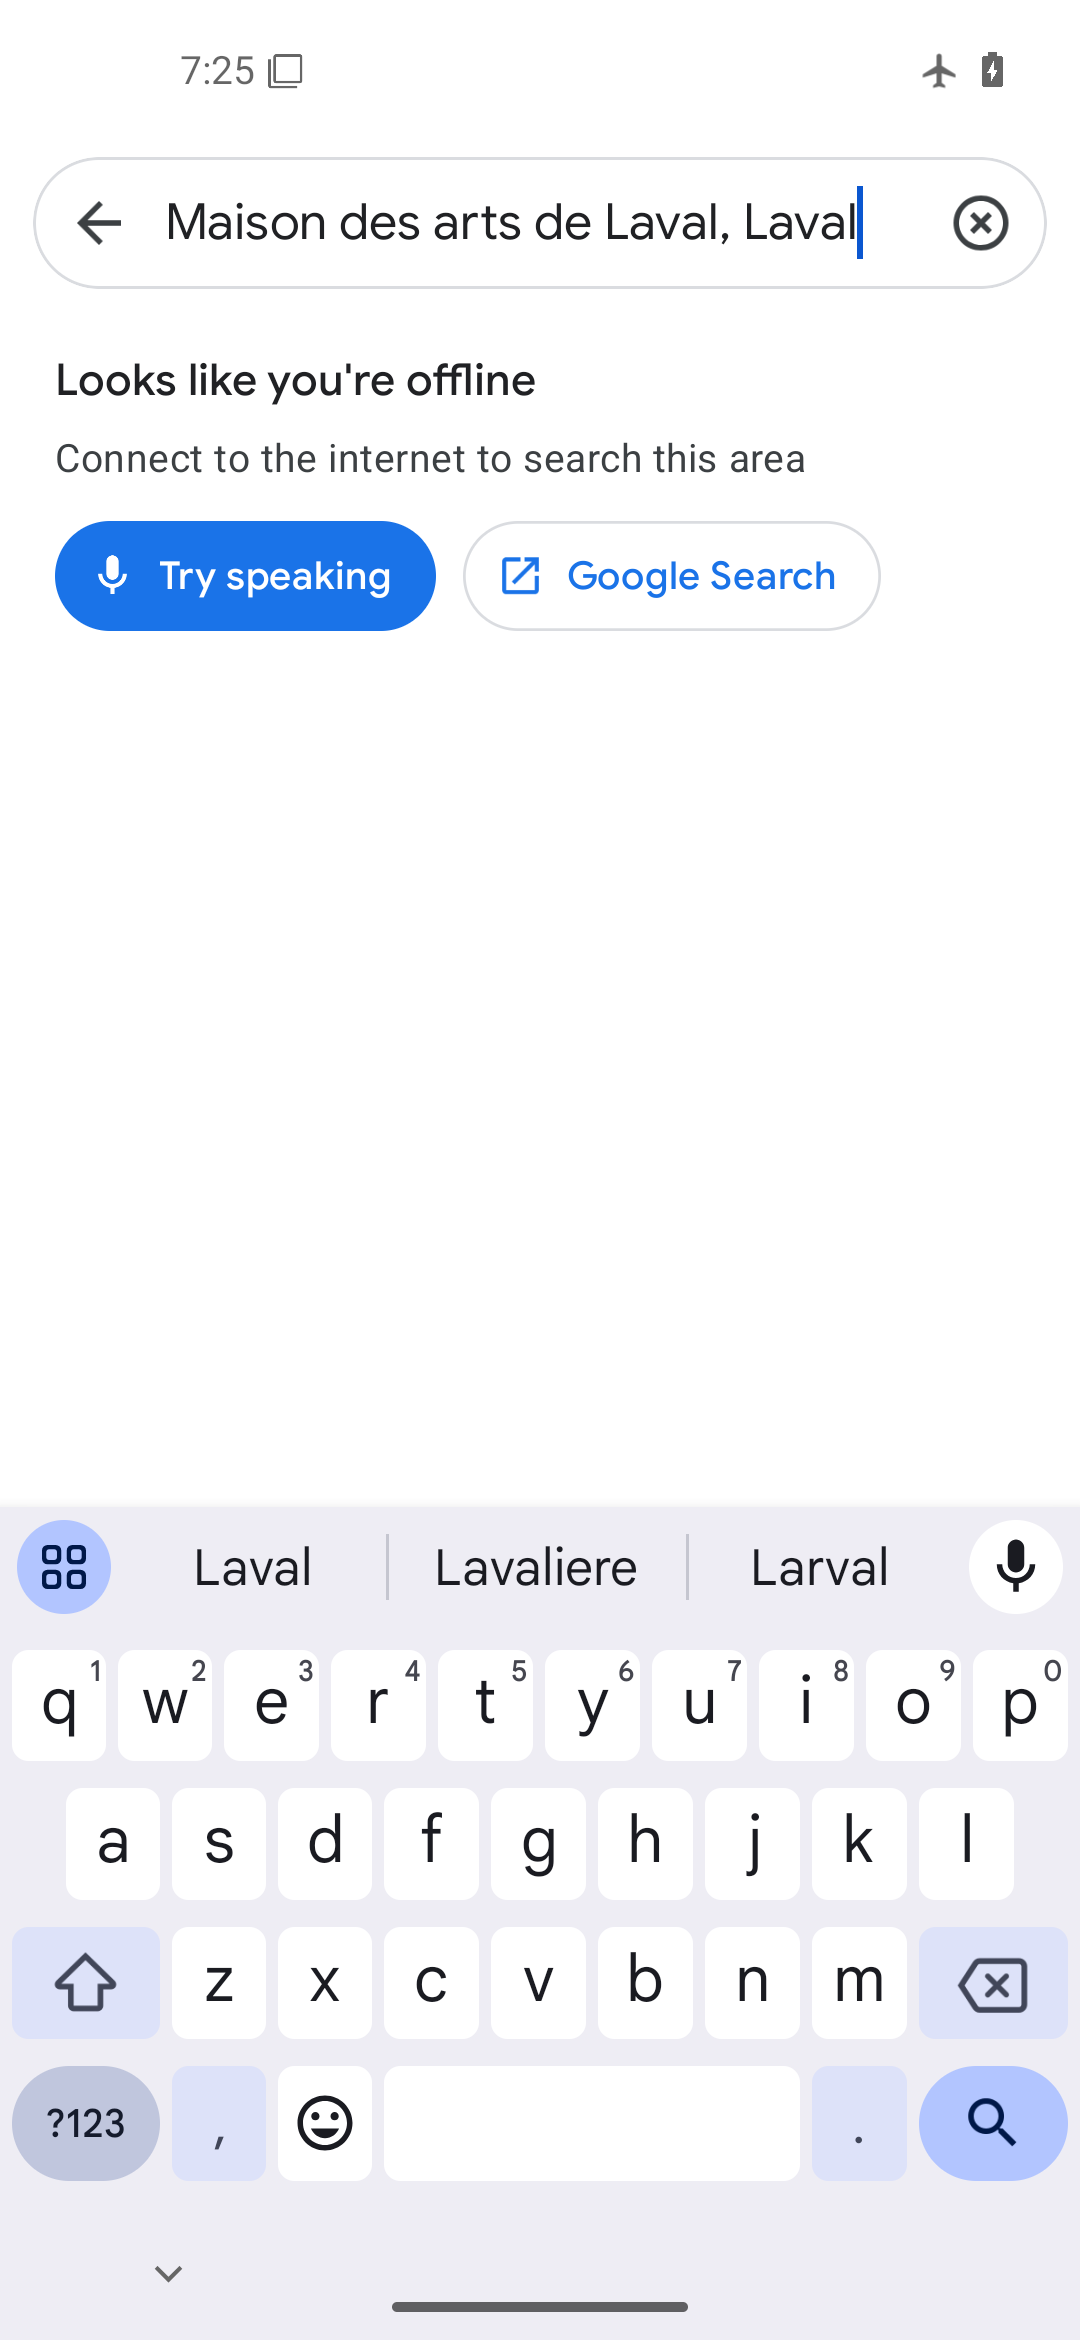 7:25
Maison des arts de Laval, Laval
Looks like you're offline
Connect to the internet to search this area
Try speaking
Google Search
Laval
Lavaliere
Larval
q1 w2 e3 r4 t5 y6 u7 i8 o9 p0
a s d f g h j k l
z x c v b n m
?123 , .